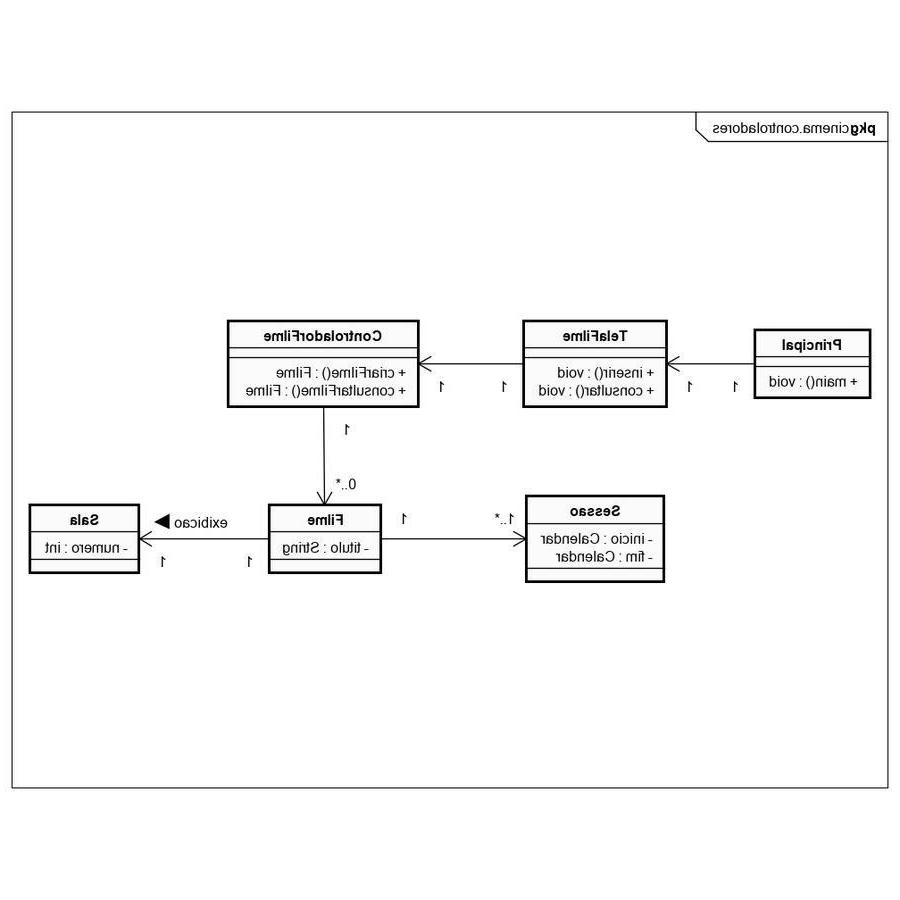 pkg cinema.controladores
Principal
+ main() : void
1
1
TelaFilme
+ inserir() : void
+ consultar() : void
1
1
ControladorFilme
+ criarFilme() : Filme
+ consultarFilme() : Filme
1
0..*
Sessao
- inicio : Calendar
- fim : Calendar
1..*
1
Filme
- titulo : String
1
exibicao
1
Sala
- numero : int